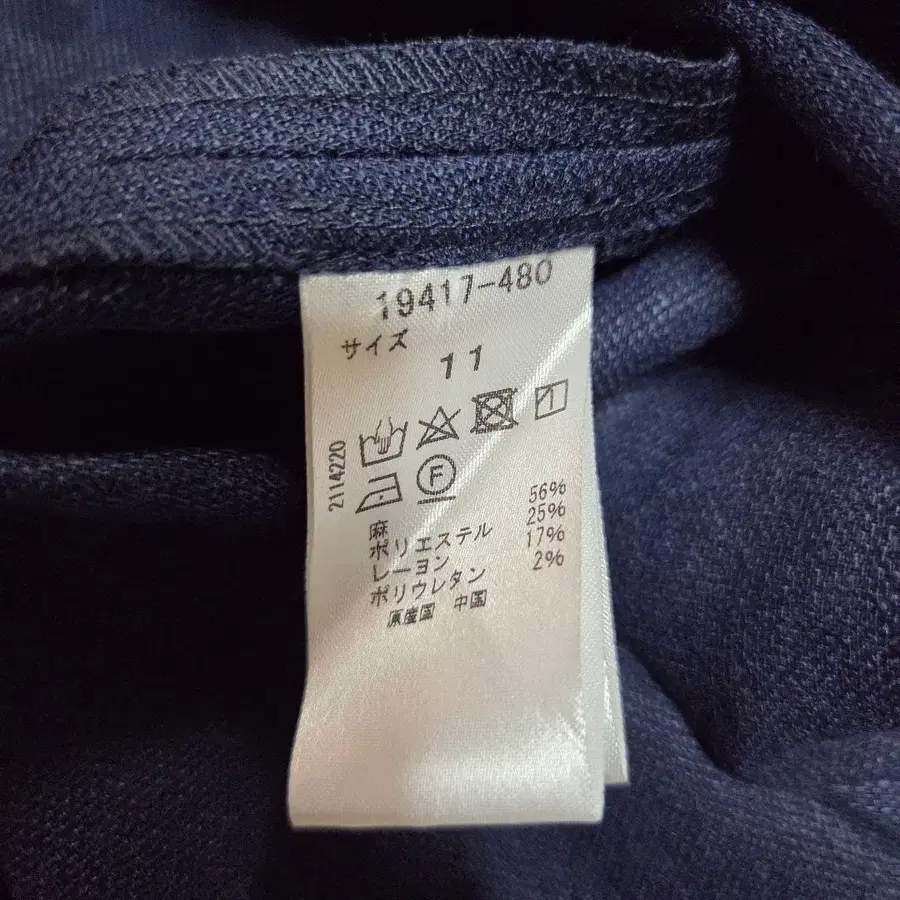 19417-480
サイズ
11
2114220
F
麻 56%
ポリエステル 25%
レーヨン 17%
ポリウレタン 2%
原産国 中国